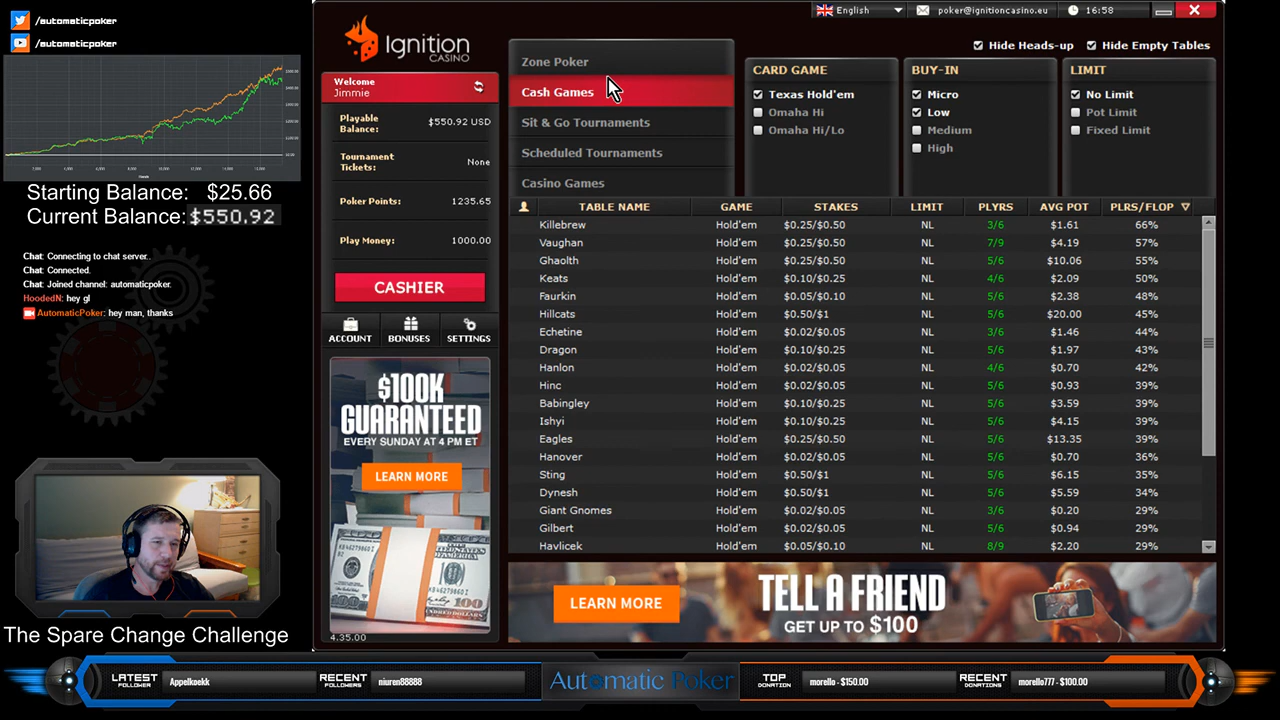 /automaticpoker
/automaticpoker
Starting Balance: $25.66
Current Balance: $550.92
Chat: Connecting to chat server..
Chat: Connected.
Chat: Joined channel: automaticpoker.
HoodedN: hey gl
AutomaticPoker: hey man, thanks
The Spare Change Challenge
English
poker@ignitioncasino.eu
16:58
Ignition
CASINO
Welcome
Jimmie
Playable Balance: $550.92 USD
Tournament Tickets: None
Poker Points: 1235.65
Play Money: 1000.00
CASHIER
ACCOUNT BONUSES SETTINGS
$100K
GUARANTEED
EVERY SUNDAY AT 4 PM ET
LEARN MORE
4.35.00
Zone Poker
Cash Games
Sit & Go Tournaments
Scheduled Tournaments
Casino Games
Hide Heads-up Hide Empty Tables
CARD GAME
Texas Hold'em
Omaha Hi
Omaha Hi/Lo
BUY-IN
Micro
Low
Medium
High
LIMIT
No Limit
Pot Limit
Fixed Limit
TABLE NAME GAME STAKES LIMIT PLYRS AVG POT PLRS/FLOP
Killebrew Hold'em $0.25/$0.50 NL 3/6 $1.61 66%
Vaughan Hold'em $0.25/$0.50 NL 7/9 $4.19 57%
Ghaolth Hold'em $0.25/$0.50 NL 5/6 $10.06 55%
Keats Hold'em $0.10/$0.25 NL 4/6 $2.09 50%
Faurkin Hold'em $0.05/$0.10 NL 5/6 $2.38 48%
Hillcats Hold'em $0.50/$1 NL 5/6 $20.00 45%
Echetine Hold'em $0.02/$0.05 NL 3/6 $1.46 44%
Dragon Hold'em $0.10/$0.25 NL 5/6 $1.97 43%
Hanlon Hold'em $0.02/$0.05 NL 4/6 $0.70 42%
Hinc Hold'em $0.02/$0.05 NL 5/6 $0.93 39%
Babingley Hold'em $0.10/$0.25 NL 5/6 $3.59 39%
Ishyi Hold'em $0.10/$0.25 NL 5/6 $4.15 39%
Eagles Hold'em $0.25/$0.50 NL 5/6 $13.35 39%
Hanover Hold'em $0.02/$0.05 NL 5/6 $0.70 36%
Sting Hold'em $0.50/$1 NL 5/6 $6.15 35%
Dynesh Hold'em $0.50/$1 NL 5/6 $5.59 34%
Giant Gnomes Hold'em $0.02/$0.05 NL 3/6 $0.20 29%
Gilbert Hold'em $0.02/$0.05 NL 5/6 $0.94 29%
Havlicek Hold'em $0.05/$0.10 NL 8/9 $2.20 29%
LEARN MORE
TELL A FRIEND
GET UP TO $100
LATEST FOLLOWER Appelkoekk
RECENT FOLLOWERS niuren88888
Automatic Poker
TOP DONATION morello - $150.00
RECENT DONATIONS morello777 - $100.00